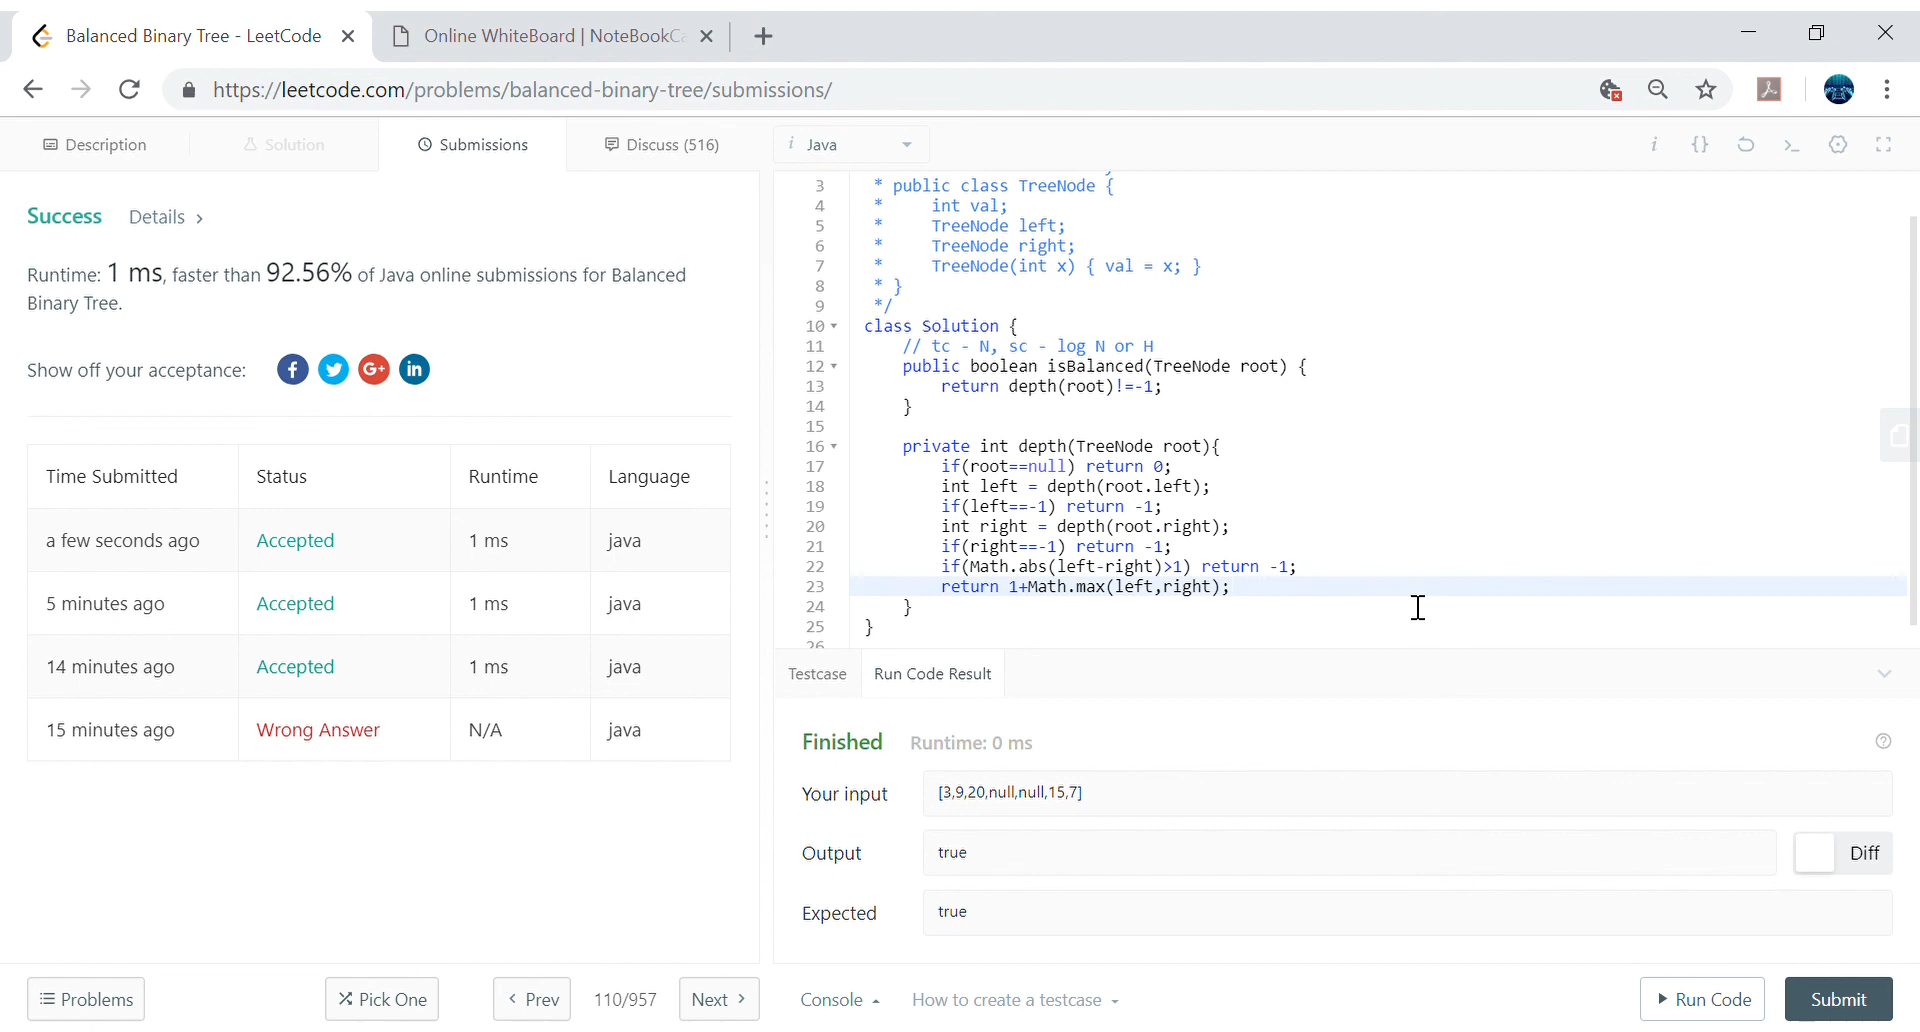 Balanced Binary Tree - LeetCode
Online WhiteBoard | NoteBookC
https://leetcode.com/problems/balanced-binary-tree/submissions/
Description
Solution
Submissions
Discuss (516)
i Java
i {}
Success Details >
Runtime: 1 ms, faster than 92.56% of Java online submissions for Balanced
Binary Tree.
Show off your acceptance:
f G+ in
Time Submitted Status Runtime Language
a few seconds ago Accepted 1 ms java
5 minutes ago Accepted 1 ms java
14 minutes ago Accepted 1 ms java
15 minutes ago Wrong Answer N/A java
3 * public class TreeNode {
4 *     int val;
5 *     TreeNode left;
6 *     TreeNode right;
7 *     TreeNode(int x) { val = x; }
8 * }
9 */
10 class Solution {
11     // tc - N, sc - log N or H
12     public boolean isBalanced(TreeNode root) {
13         return depth(root)!=-1;
14     }
15
16     private int depth(TreeNode root){
17         if(root==null) return 0;
18         int left = depth(root.left);
19         if(left==-1) return -1;
20         int right = depth(root.right);
21         if(right==-1) return -1;
22         if(Math.abs(left-right)>1) return -1;
23         return 1+Math.max(left,right);
24     }
25 }
26
Testcase Run Code Result
Finished Runtime: 0 ms
Your input [3,9,20,null,null,15,7]
Output true Diff
Expected true
Problems
Pick One
< Prev 110/957 Next >
Console How to create a testcase
Run Code Submit